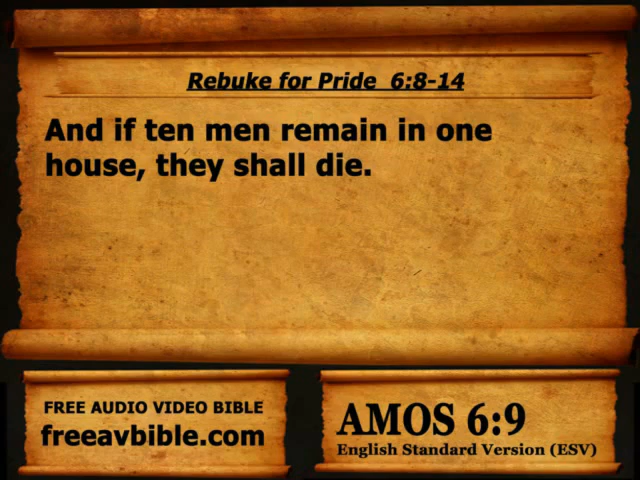 Rebuke for Pride  6:8-14
And if ten men remain in one
house, they shall die.
FREE AUDIO VIDEO BIBLE
freeavbible.com
AMOS 6:9
English Standard Version (ESV)